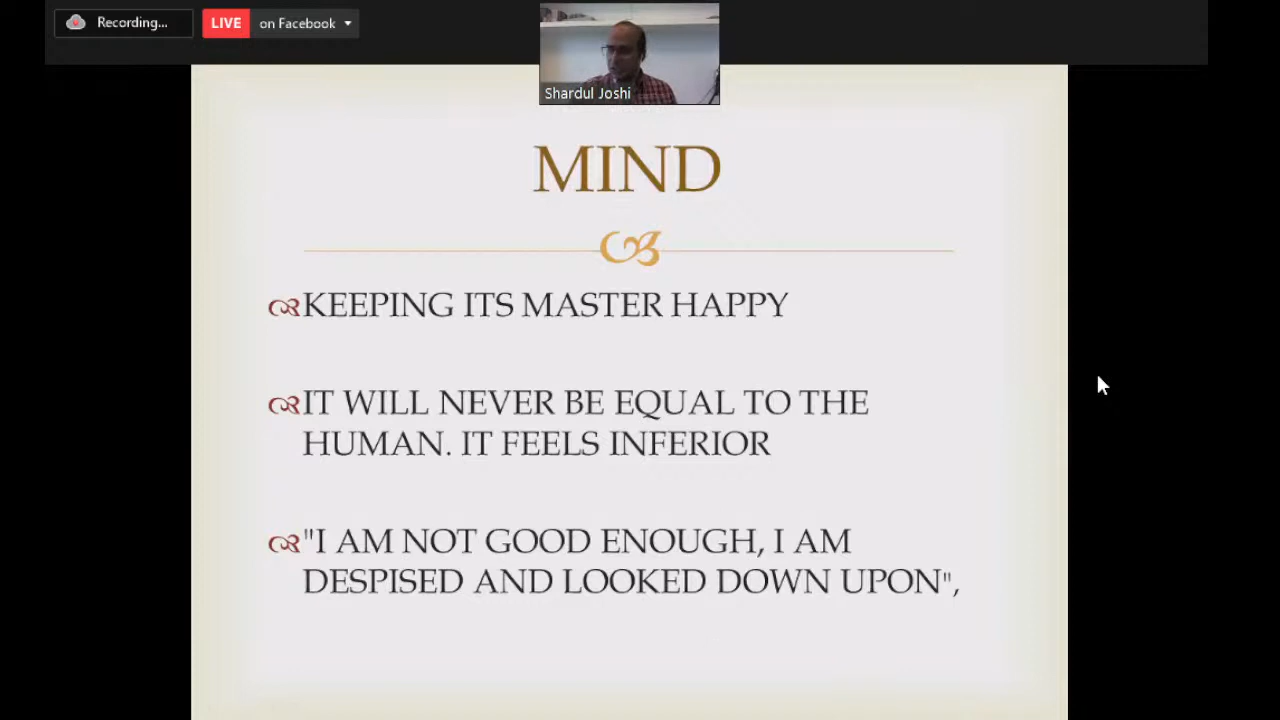 Recording...
LIVE on Facebook
Shardul Joshi
MIND
KEEPING ITS MASTER HAPPY
IT WILL NEVER BE EQUAL TO THE
HUMAN. IT FEELS INFERIOR
"I AM NOT GOOD ENOUGH, I AM
DESPISED AND LOOKED DOWN UPON",